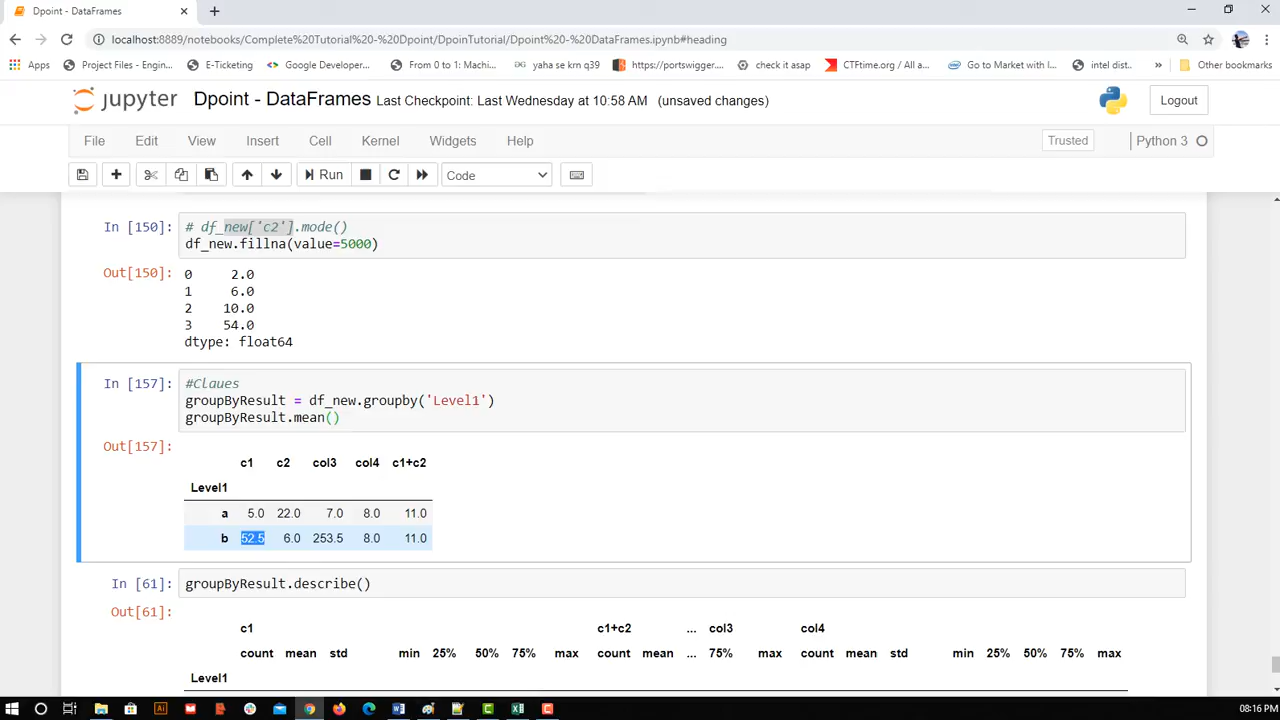 Dpoint - DataFrames
localhost:8889/notebooks/Complete%20Tutorial%20-%20Dpoint/DpoinTutorial/Dpoint%20-%20DataFrames.ipynb#heading
Apps Project Files - Engin... E-Ticketing Google Developer... From 0 to 1: Machi... yaha se krn q39 https://portswigger.... check it asap CTFtime.org / All a... Go to Market with I... intel dist... » Other bookmarks
jupyter Dpoint - DataFrames Last Checkpoint: Last Wednesday at 10:58 AM (unsaved changes) Logout
File Edit View Insert Cell Kernel Widgets Help Trusted Python 3
Run Code
In [150]: # df_new['c2'].mode()
df_new.fillna(value=5000)
Out[150]: 0 2.0
1 6.0
2 10.0
3 54.0
dtype: float64
In [157]: #Claues
groupByResult = df_new.groupby('Level1')
groupByResult.mean()
Out[157]:
c1 c2 col3 col4 c1+c2
Level1
a 5.0 22.0 7.0 8.0 11.0
b 52.5 6.0 253.5 8.0 11.0
In [61]: groupByResult.describe()
Out[61]:
c1 c1+c2 ... col3 col4
count mean std min 25% 50% 75% max count mean ... 75% max count mean std min 25% 50% 75% max
Level1
08:16 PM